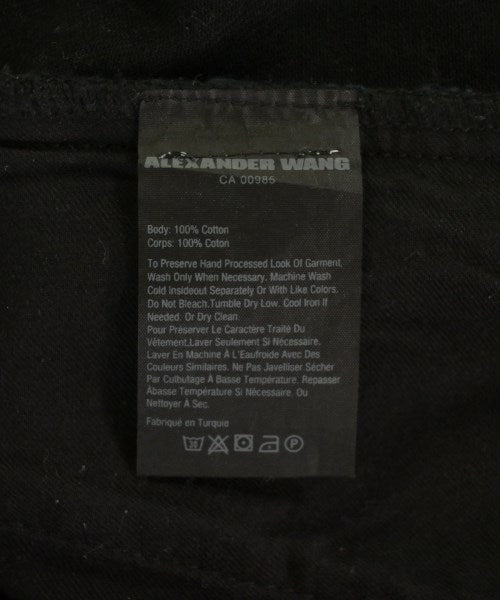 ALEXANDER WANG
CA 00985
Body: 100% Cotton
Corps: 100% Coton
To Preserve Hand Processed Look Of Garment,
Wash Only When Necessary. Machine Wash
Cold Insideout Separately Or With Like Colors.
Do Not Bleach.Tumble Dry Low. Cool Iron If
Needed. Or Dry Clean.
Pour Préserver Le Caractère Traité Du
Vêtement.Laver Seulement Si Nécessaire.
Laver En Machine À L'Eaufroide Avec Des
Couleurs Similaires. Ne Pas Javelliser Sécher
Par Culbutage À Basse Température. Repasser
Abasse Température Si Nécessaire. Ou
Nettoyer À Sec.
Fabriqué en Turquie
P